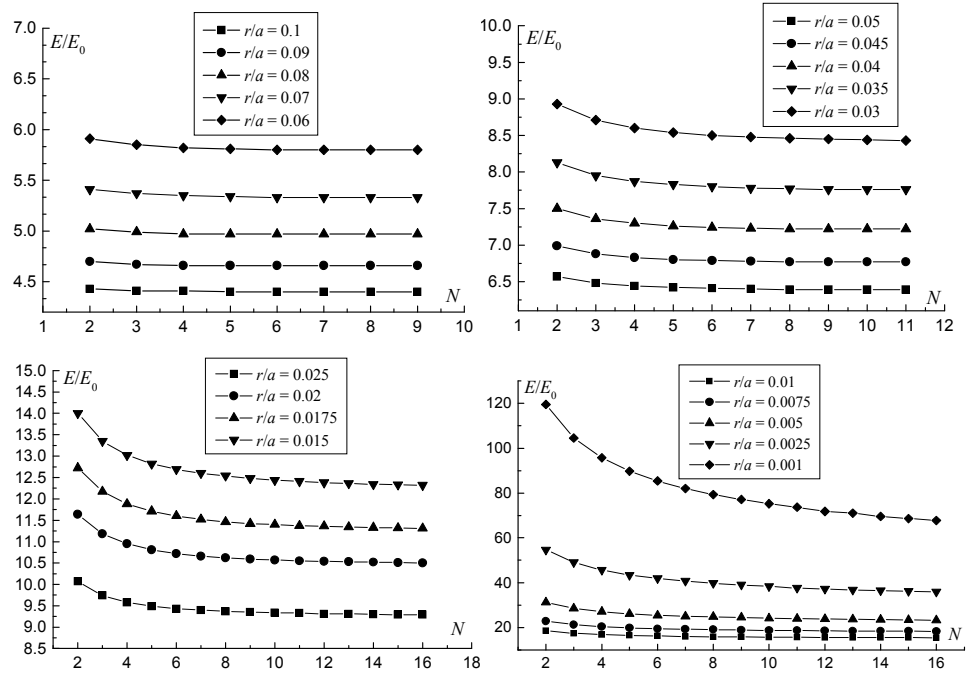 7.0
6.5
6.0
5.5
5.0
4.5
E/E0
r/a = 0.1
r/a = 0.09
r/a = 0.08
r/a = 0.07
r/a = 0.06
N
1 2 3 4 5 6 7 8 9 10
10.0
9.5
9.0
8.5
8.0
7.5
7.0
6.5
E/E0
r/a = 0.05
r/a = 0.045
r/a = 0.04
r/a = 0.035
r/a = 0.03
N
1 2 3 4 5 6 7 8 9 10 11 12
15.0
14.5
14.0
13.5
13.0
12.5
12.0
11.5
11.0
10.5
10.0
9.5
9.0
8.5
E/E0
r/a = 0.025
r/a = 0.02
r/a = 0.0175
r/a = 0.015
N
2 4 6 8 10 12 14 16 18
120
100
80
60
40
20
E/E0
r/a = 0.01
r/a = 0.0075
r/a = 0.005
r/a = 0.0025
r/a = 0.001
N
2 4 6 8 10 12 14 16